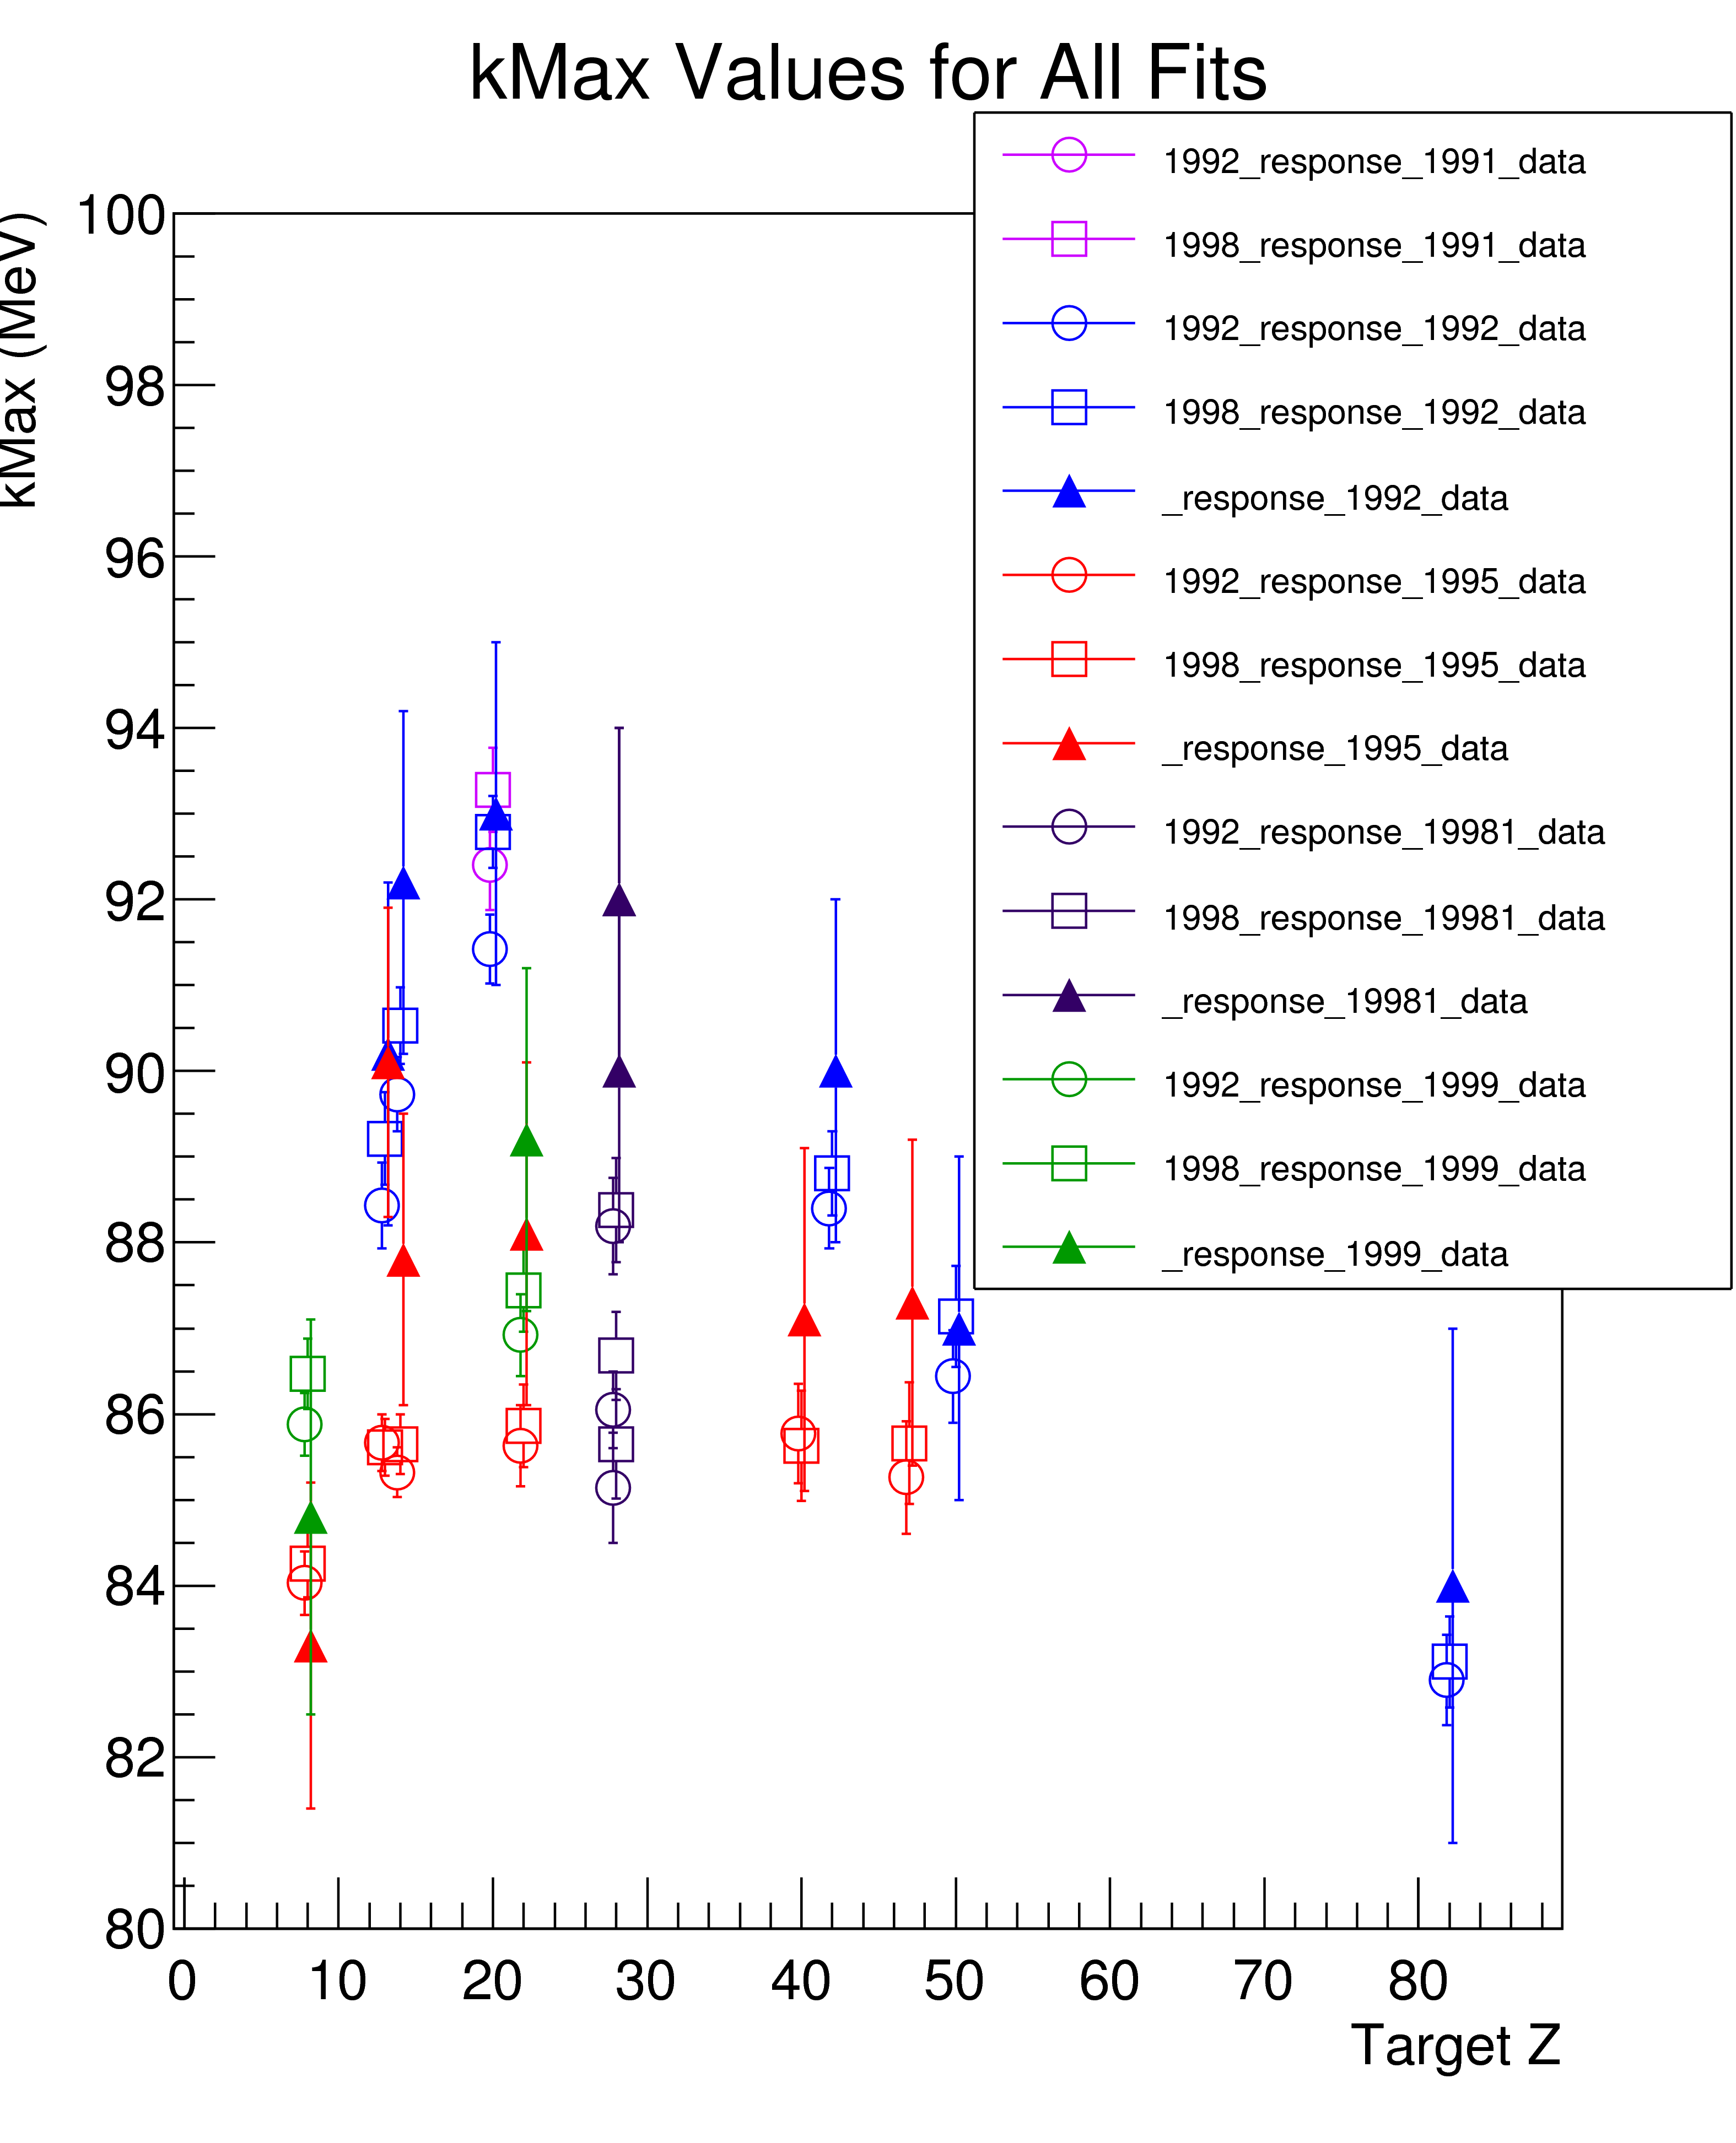 kMax Values for All Fits
1992_response_1991_data
1998_response_1991_data
1992_response_1992_data
1998_response_1992_data
_response_1992_data
1992_response_1995_data
1998_response_1995_data
_response_1995_data
1992_response_19981_data
1998_response_19981_data
_response_19981_data
1992_response_1999_data
1998_response_1999_data
_response_1999_data
kMax (MeV)
100
98
96
94
92
90
88
86
84
82
80
0 10 20 30 40 50 60 70 80
Target Z